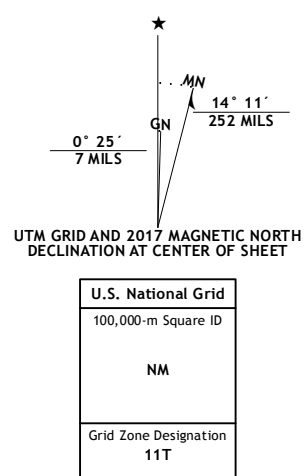 ★
MN
GN
14° 11´
252 MILS
0° 25´
7 MILS
UTM GRID AND 2017 MAGNETIC NORTH
DECLINATION AT CENTER OF SHEET
U.S. National Grid
100,000-m Square ID
NM
Grid Zone Designation
11T